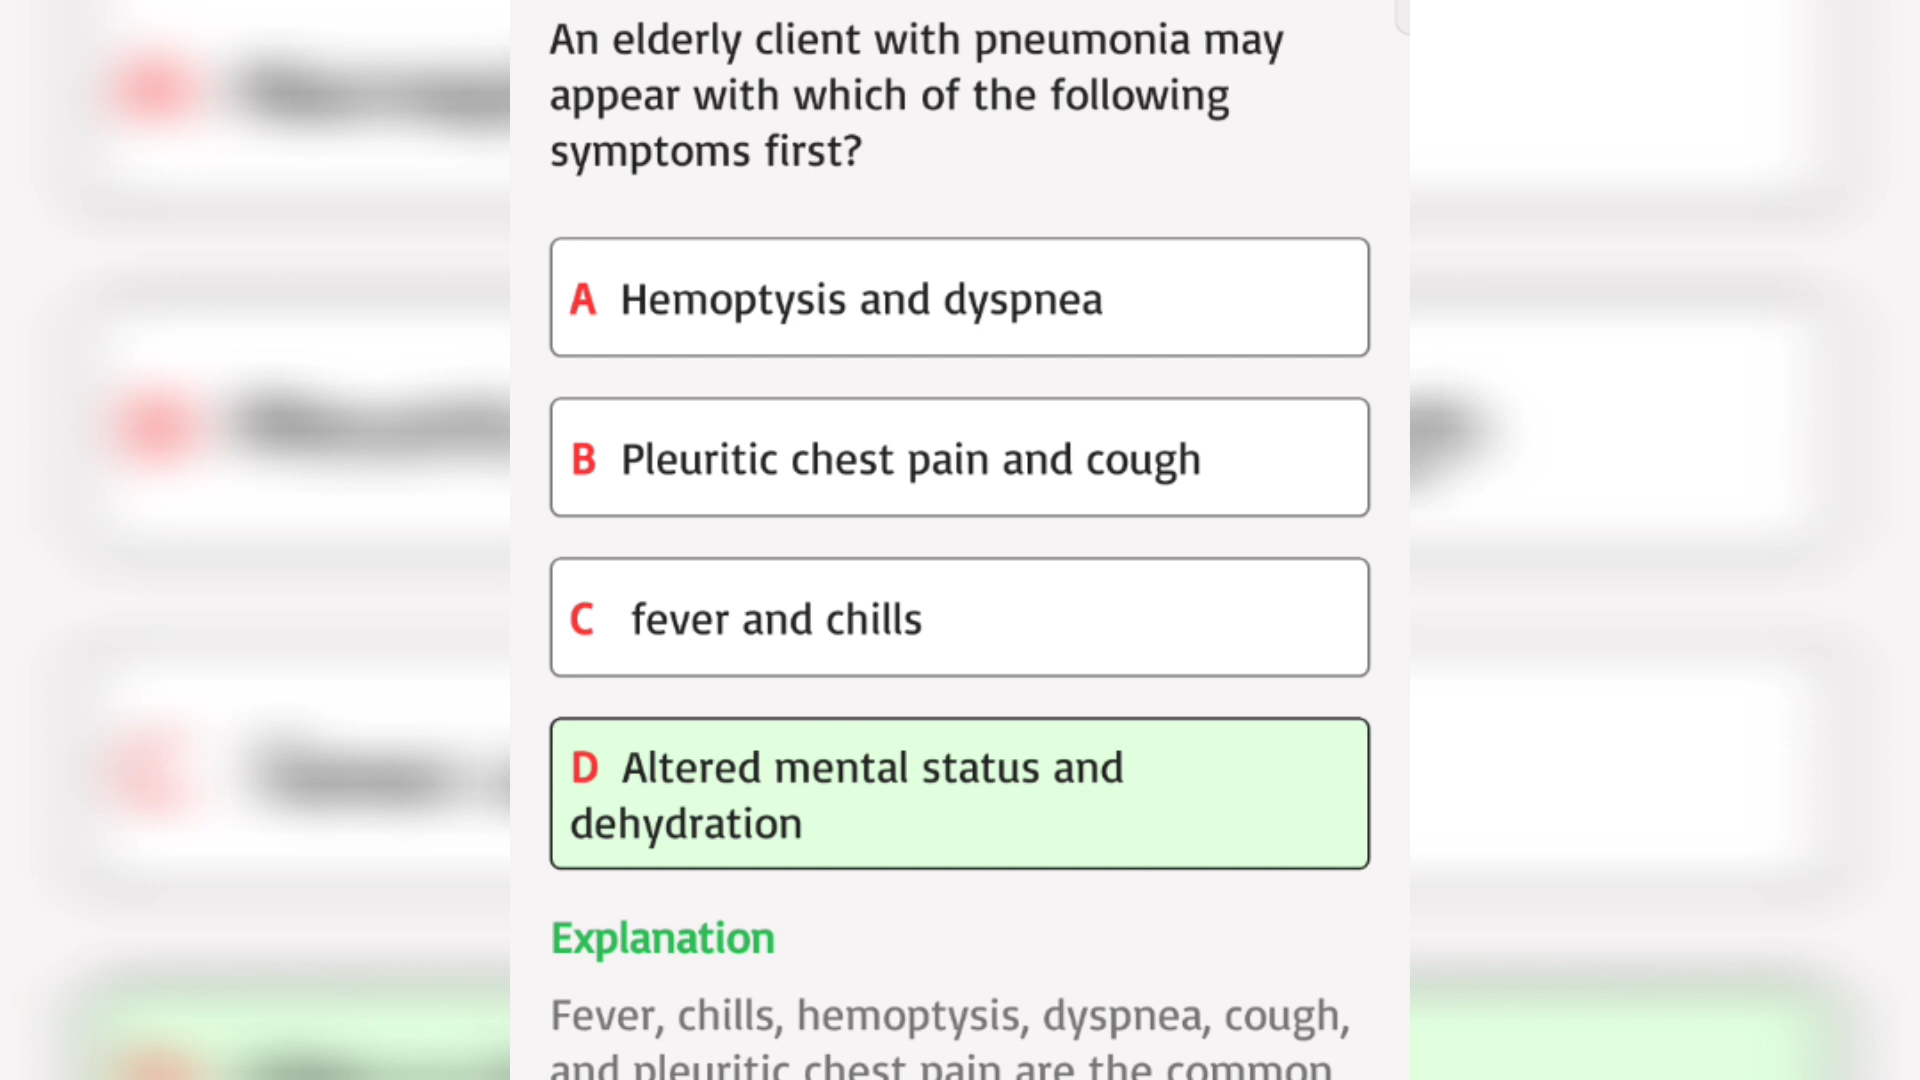 An elderly client with pneumonia may
appear with which of the following
symptoms first?
A Hemoptysis and dyspnea
B Pleuritic chest pain and cough
C fever and chills
D Altered mental status and
dehydration
Explanation
Fever, chills, hemoptysis, dyspnea, cough,
and pleuritic chest pain are the common